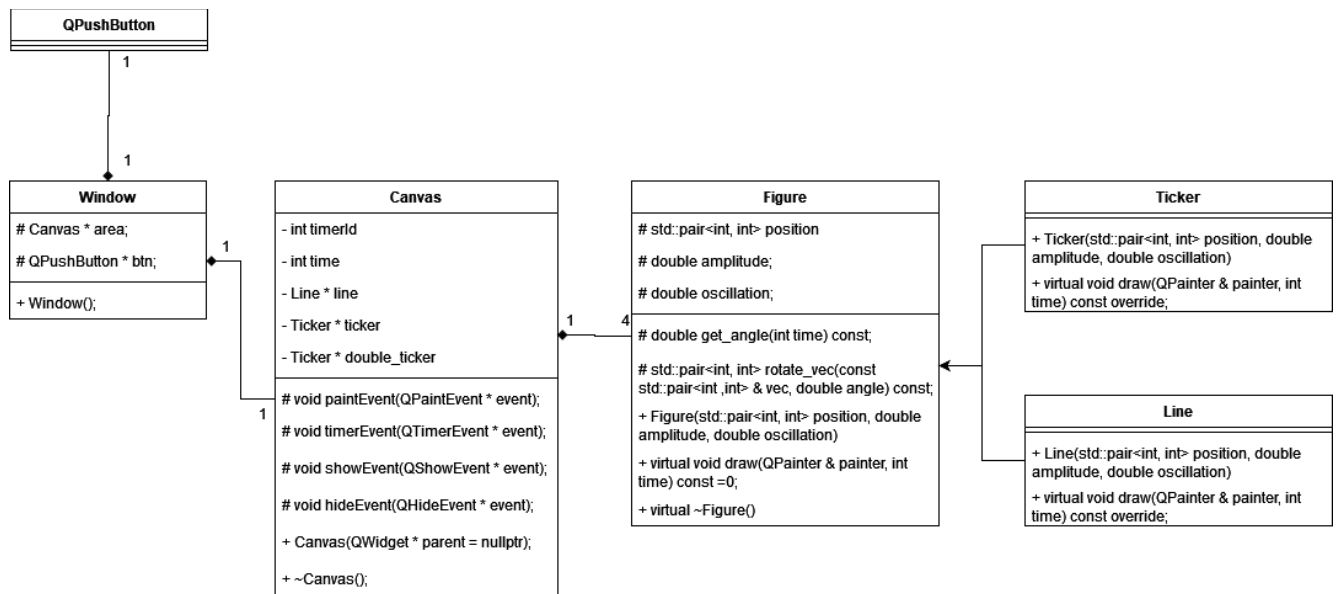 QPushButton
1
1
Window
# Canvas * area;
# QPushButton * btn;
+ Window();
1
1
Canvas
- int timerId
- int time
- Line * line
- Ticker * ticker
- Ticker * double_ticker
# void paintEvent(QPaintEvent * event);
# void timerEvent(QTimerEvent * event);
# void showEvent(QShowEvent * event);
# void hideEvent(QHideEvent * event);
+ Canvas(QWidget * parent = nullptr);
+ ~Canvas();
1
4
Figure
# std::pair<int, int> position
# double amplitude;
# double oscillation;
# double get_angle(int time) const;
# std::pair<int, int> rotate_vec(const
std::pair<int ,int> & vec, double angle) const;
+ Figure(std::pair<int, int> position, double
amplitude, double oscillation)
+ virtual void draw(QPainter & painter, int
time) const =0;
+ virtual ~Figure()
Ticker
+ Ticker(std::pair<int, int> position, double
amplitude, double oscillation)
+ virtual void draw(QPainter & painter, int
time) const override;
Line
+ Line(std::pair<int, int> position, double
amplitude, double oscillation)
+ virtual void draw(QPainter & painter, int
time) const override;